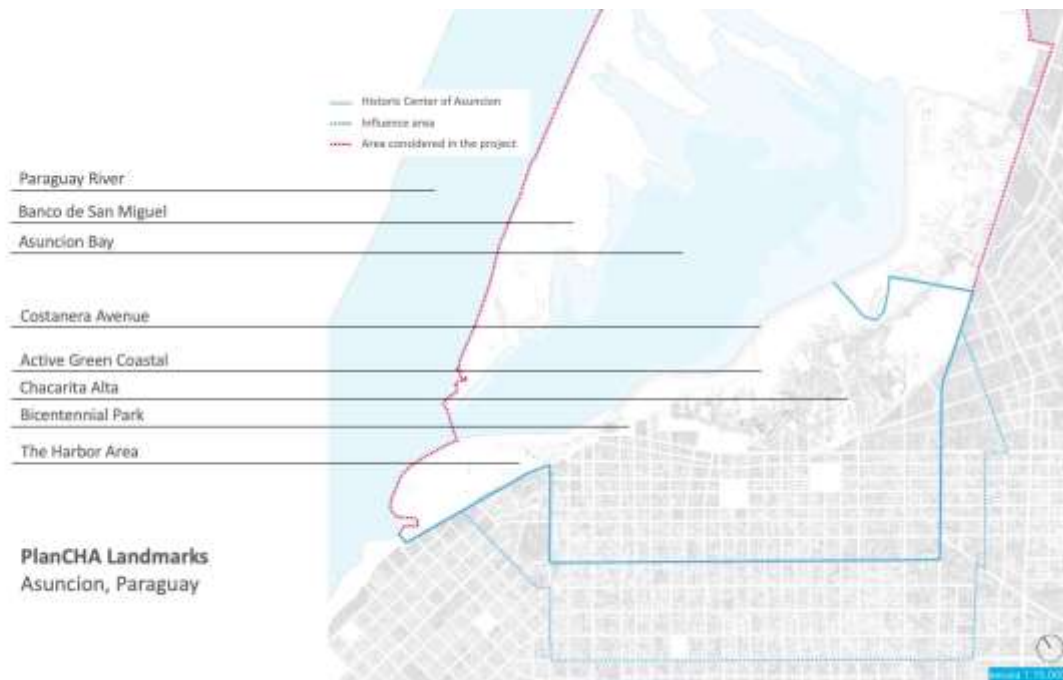 Historic Center of Asuncion
Influence area
Area considered in the project
Paraguay River
Banco de San Miguel
Asuncion Bay
Costanera Avenue
Active Green Coastal
Chacarita Alta
Bicentennial Park
The Harbor Area
PlanCHA Landmarks
Asuncion, Paraguay